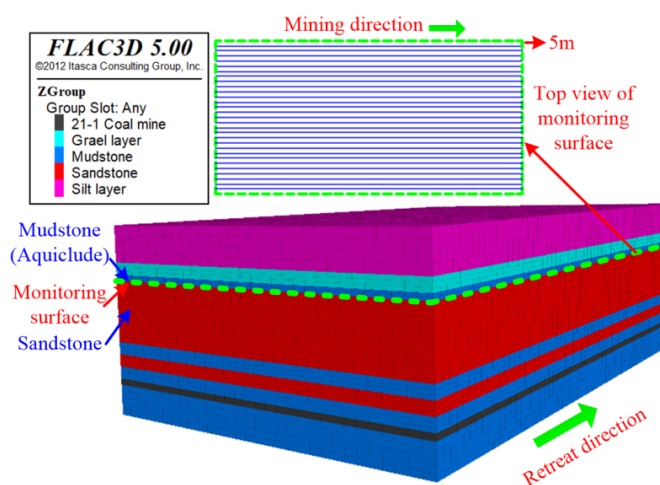 FLAC3D 5.00
©2012 Itasca Consulting Group, Inc.
ZGroup
Group Slot: Any
21-1 Coal mine
Grael layer
Mudstone
Sandstone
Silt layer
Mining direction
5m
Top view of
monitoring
surface
Mudstone
(Aquiclude)
Monitoring
surface
Sandstone
Retreat direction